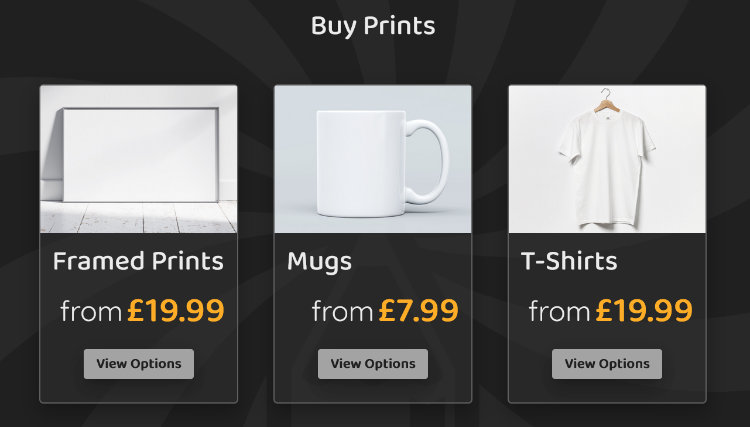 Buy Prints
Framed Prints
from £19.99
View Options
Mugs
from £7.99
View Options
T-Shirts
from £19.99
View Options